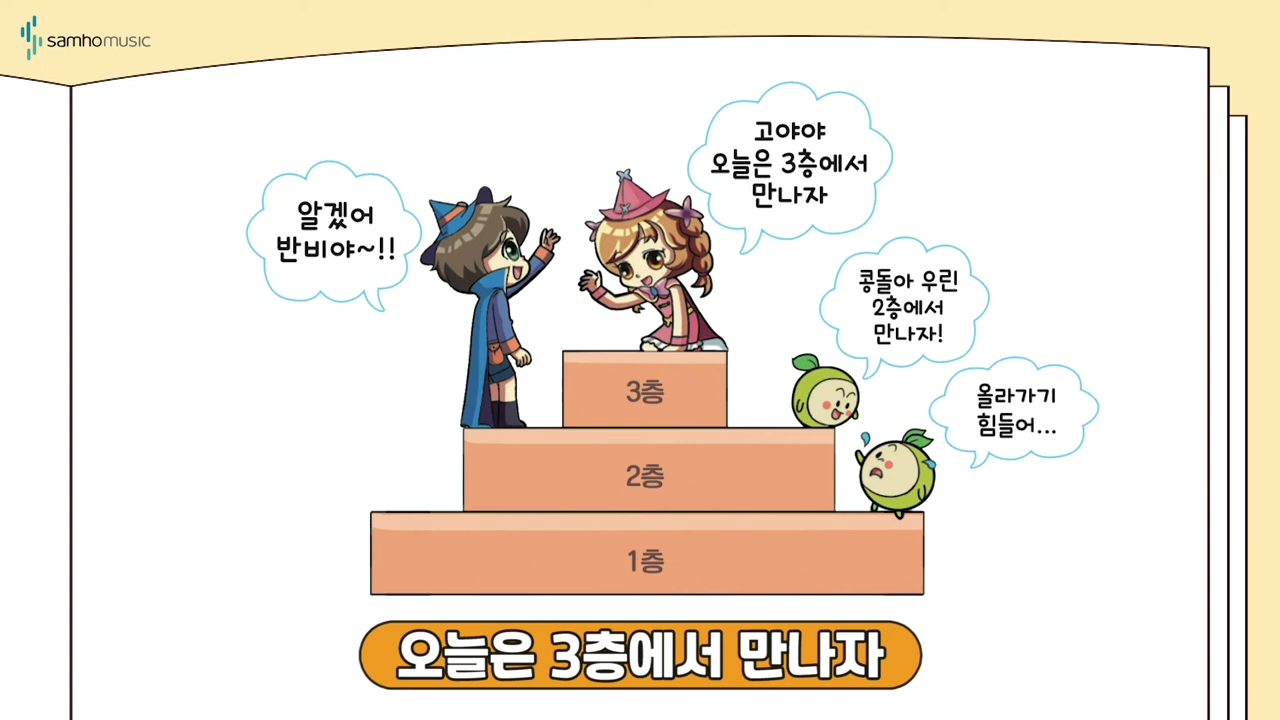 samhomusic
고야야
오늘은 3층에서
만나자
알겠어
반비야~!!
콩돌아 우린
2층에서
만나자!
올라가기
힘들어...
3층
2층
1층
오늘은 3층에서 만나자